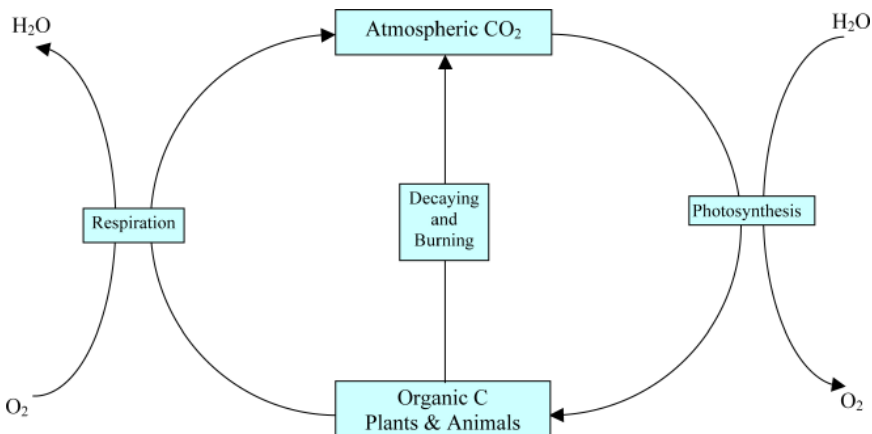 H₂O
Atmospheric CO₂
H₂O
Respiration
Decaying
and
Burning
Photosynthesis
O₂
Organic C
Plants & Animals
O₂